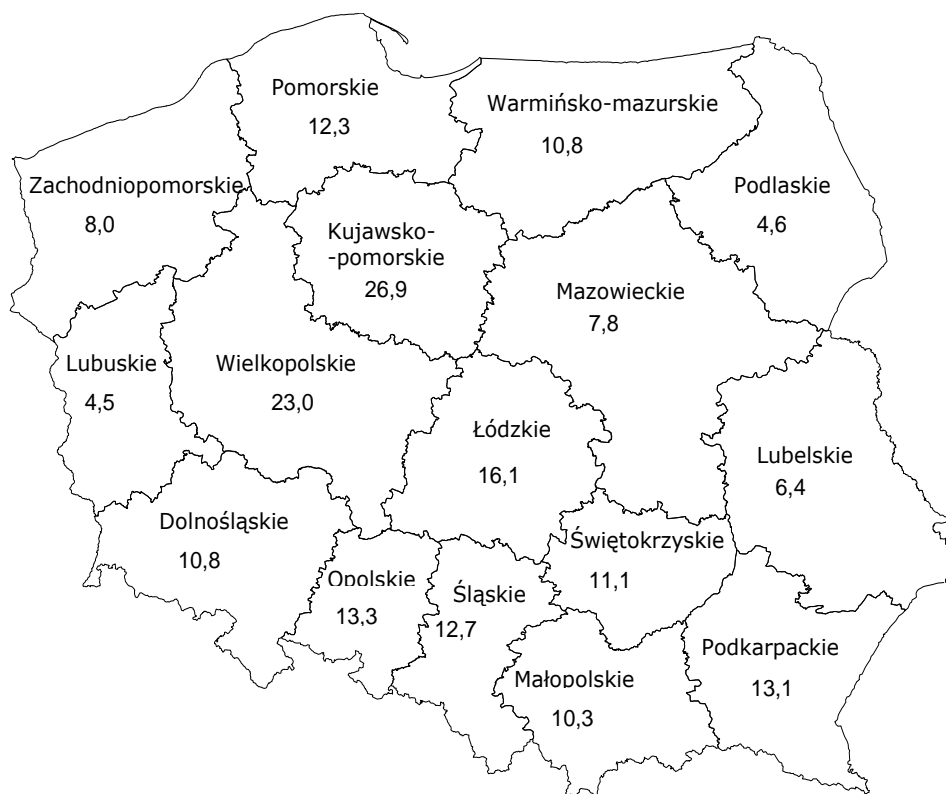 Pomorskie
12,3
Warmińsko-mazurskie
10,8
Zachodniopomorskie
8,0
Podlaskie
4,6
Kujawsko-
-pomorskie
26,9
Mazowieckie
7,8
Lubuskie
4,5
Wielkopolskie
23,0
Łódzkie
16,1
Lubelskie
6,4
Dolnośląskie
10,8
Świętokrzyskie
11,1
Opolskie
13,3
Śląskie
12,7
Podkarpackie
13,1
Małopolskie
10,3